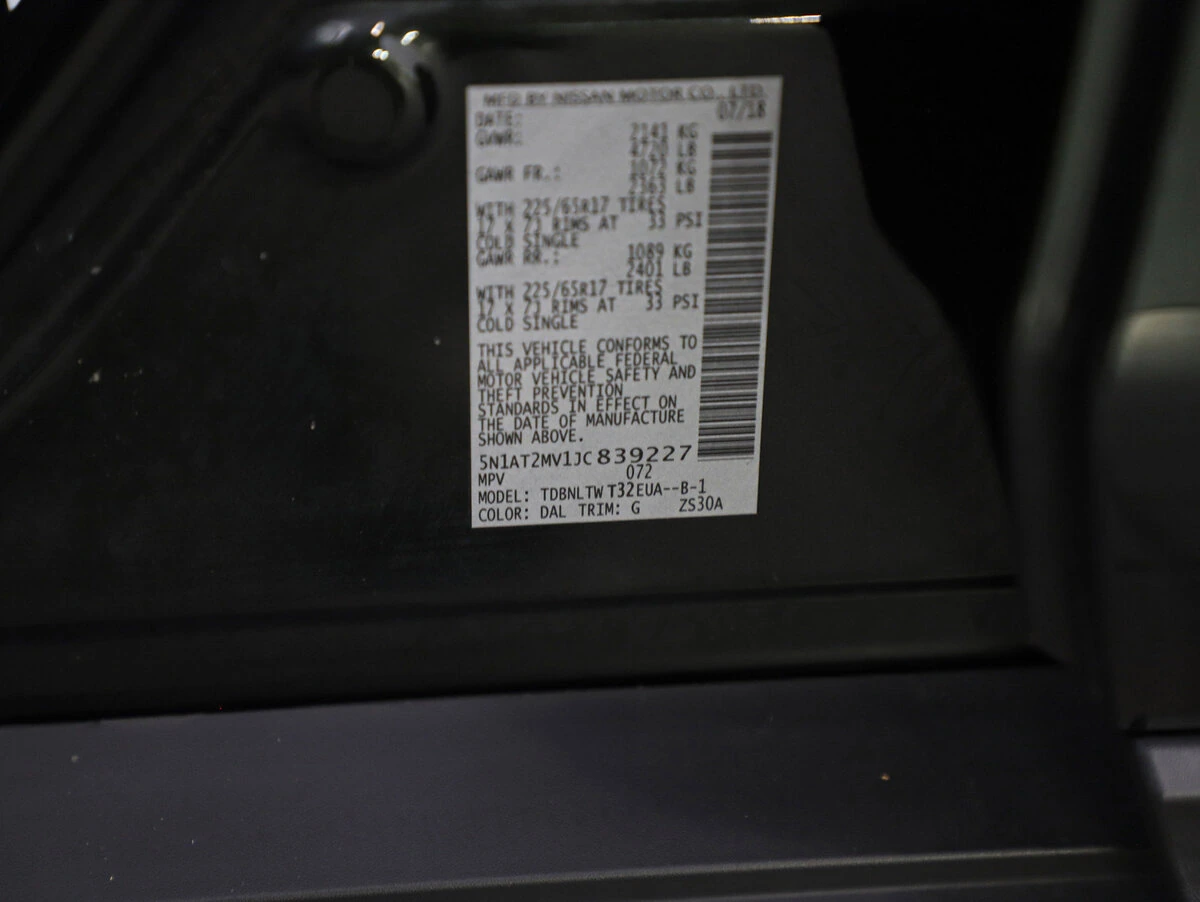 MFD BY NISSAN MOTOR CO., LTD.
DATE: 07/18
GVWR: 2141 KG
4720 LB
GAWR FR.: 1072 KG
2363 LB
WITH 225/65R17 TIRES
17 X 7J RIMS AT 33 PSI
COLD SINGLE
GAWR RR.: 1089 KG
2401 LB
WITH 225/65R17 TIRES
17 X 7J RIMS AT 33 PSI
COLD SINGLE
THIS VEHICLE CONFORMS TO
ALL APPLICABLE FEDERAL
MOTOR VEHICLE SAFETY AND
THEFT PREVENTION
STANDARDS IN EFFECT ON
THE DATE OF MANUFACTURE
SHOWN ABOVE.
5N1AT2MV1JC839227
MPV 072
MODEL: TDBNLTW T32EUA--B-1
COLOR: DAL TRIM: G ZS30A